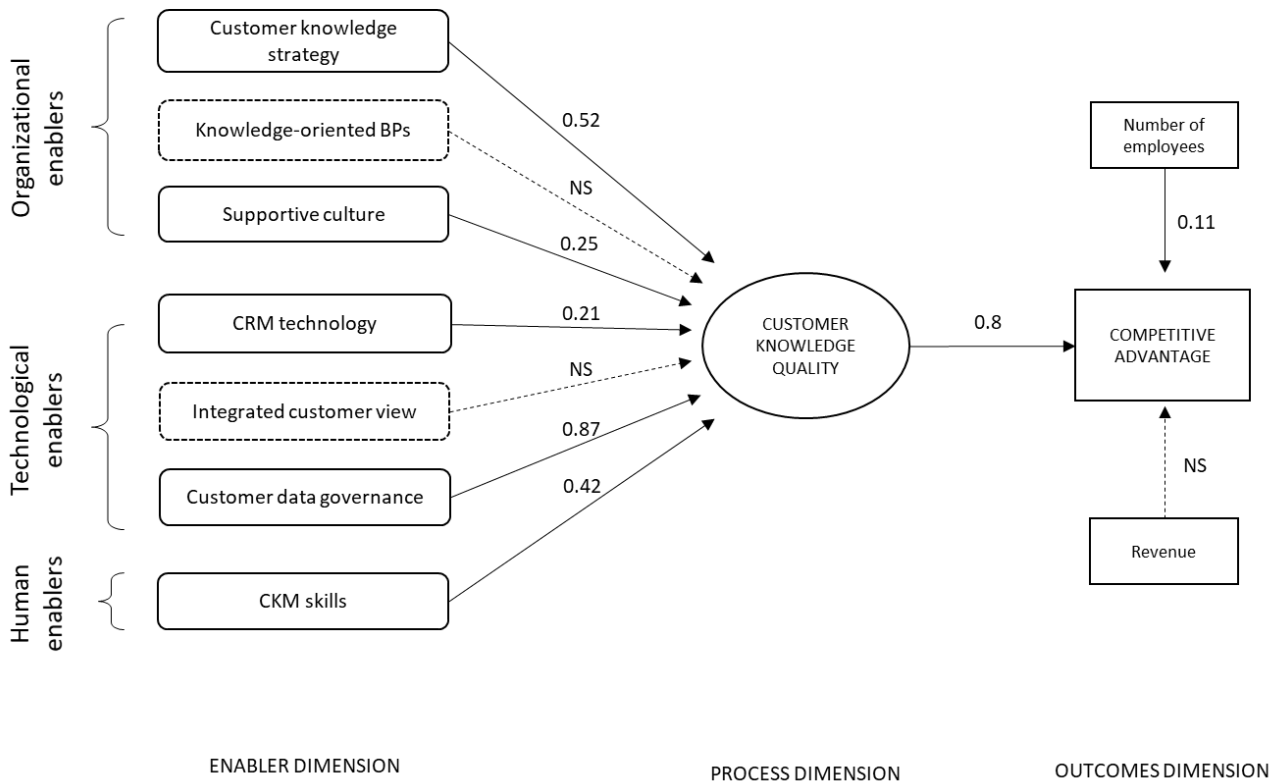 Organizational
enablers
Customer knowledge
strategy
Knowledge-oriented BPs
Supportive culture
Technological
enablers
CRM technology
Integrated customer view
Customer data governance
Human
enablers
CKM skills
0.52
NS
0.25
0.21
NS
0.87
0.42
CUSTOMER
KNOWLEDGE
QUALITY
0.8
Number of
employees
0.11
COMPETITIVE
ADVANTAGE
NS
Revenue
ENABLER DIMENSION
PROCESS DIMENSION
OUTCOMES DIMENSION